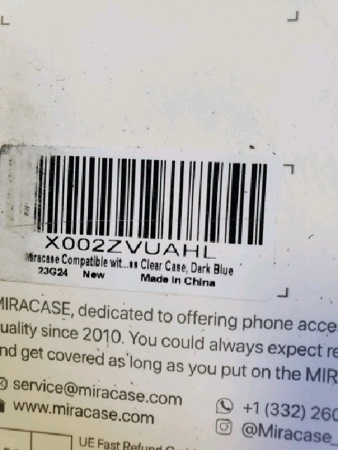 X002ZVUAHL
Miracase Compatible wit...ss Clear Case, Dark Blue
23G24 New Made in China
MIRACASE, dedicated to offering phone acce
uality since 2010. You could always expect re
nd get covered as long as you put on the MIR
service@miracase.com
+1 (332) 260
www.miracase.com
@Miracase_
UE Fast Refund